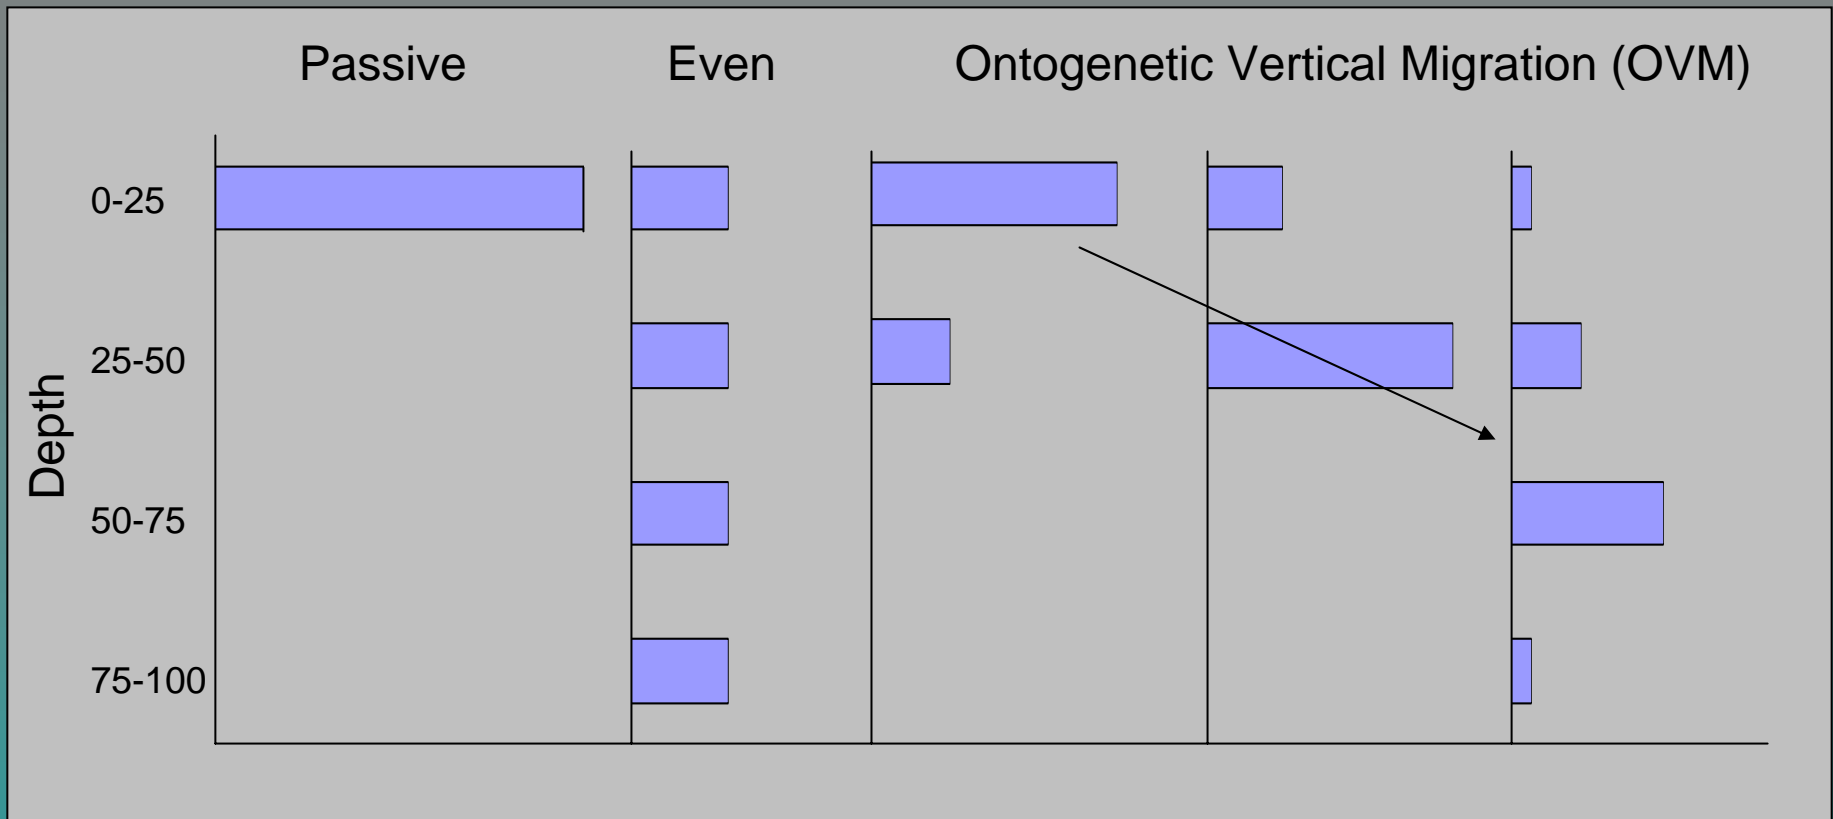 Passive
Even
Ontogenetic Vertical Migration (OVM)
Depth
0-25
25-50
50-75
75-100